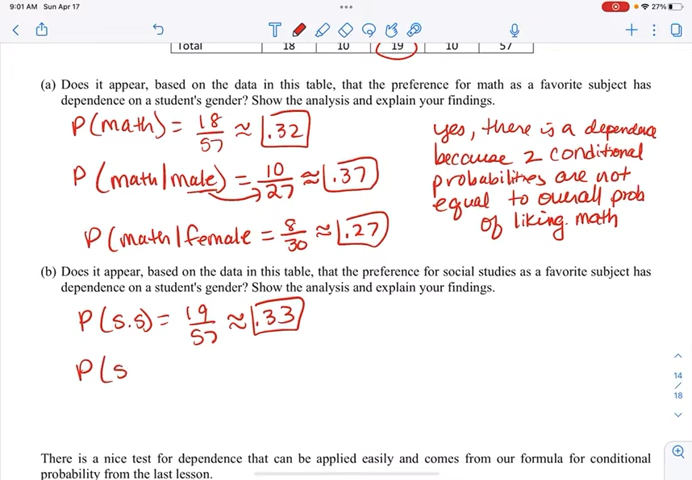 9:01 AM Sun Apr 17
27%
Total 18 10 19 10 57
(a) Does it appear, based on the data in this table, that the preference for math as a favorite subject has
dependence on a student's gender? Show the analysis and explain your findings.
P(math) = 18/57 ≈ .32
P(math/male) = 10/27 ≈ .37
P(math/female = 8/30 ≈ .27
yes, there is a dependence
because 2 conditional
probabilities are not
equal to overall prob
of liking math
(b) Does it appear, based on the data in this table, that the preference for social studies as a favorite subject has
dependence on a student's gender? Show the analysis and explain your findings.
P(s.s) = 19/57 ≈ .33
P(s
14
/
18
There is a nice test for dependence that can be applied easily and comes from our formula for conditional
probability from the last lesson.